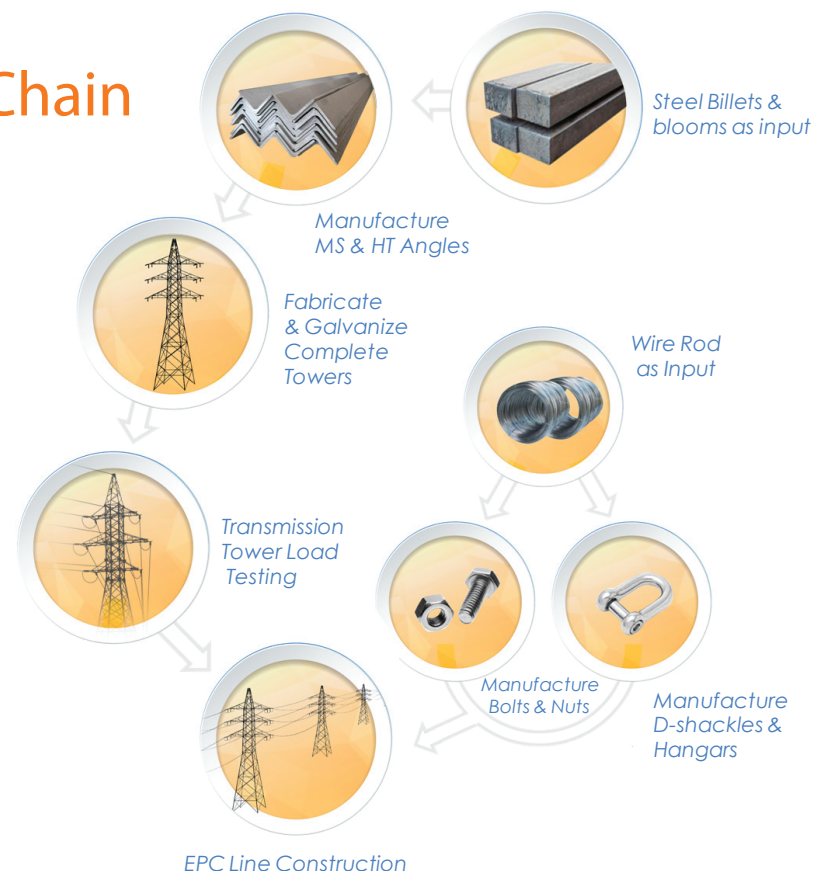 Chain
Steel Billets &
blooms as input
Manufacture
MS & HT Angles
Fabricate
& Galvanize
Complete
Towers
Wire Rod
as Input
Transmission
Tower Load
Testing
Manufacture
Bolts & Nuts
Manufacture
D-shackles &
Hangars
EPC Line Construction